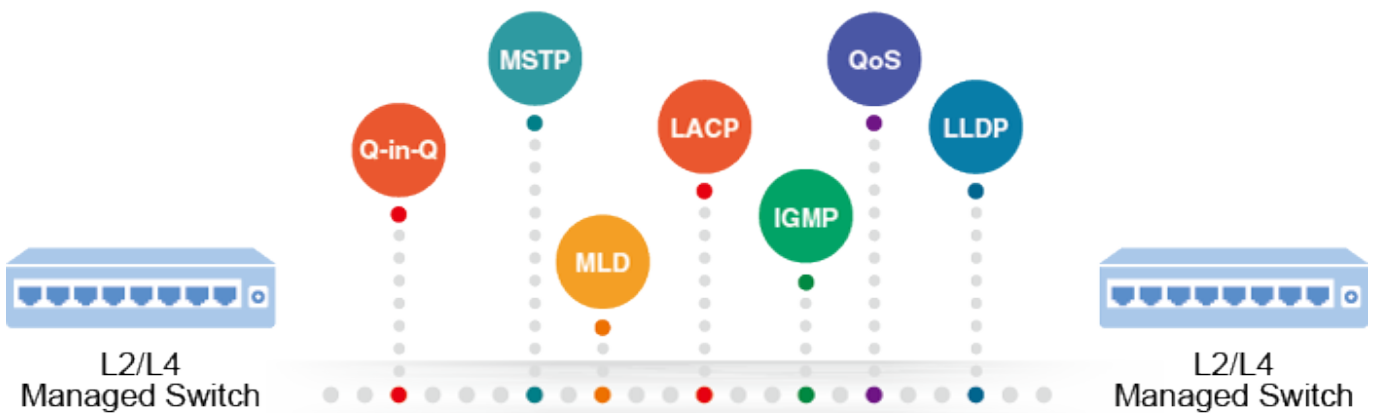 Q-in-Q
MSTP
MLD
LACP
IGMP
QoS
LLDP
L2/L4
Managed Switch
L2/L4
Managed Switch